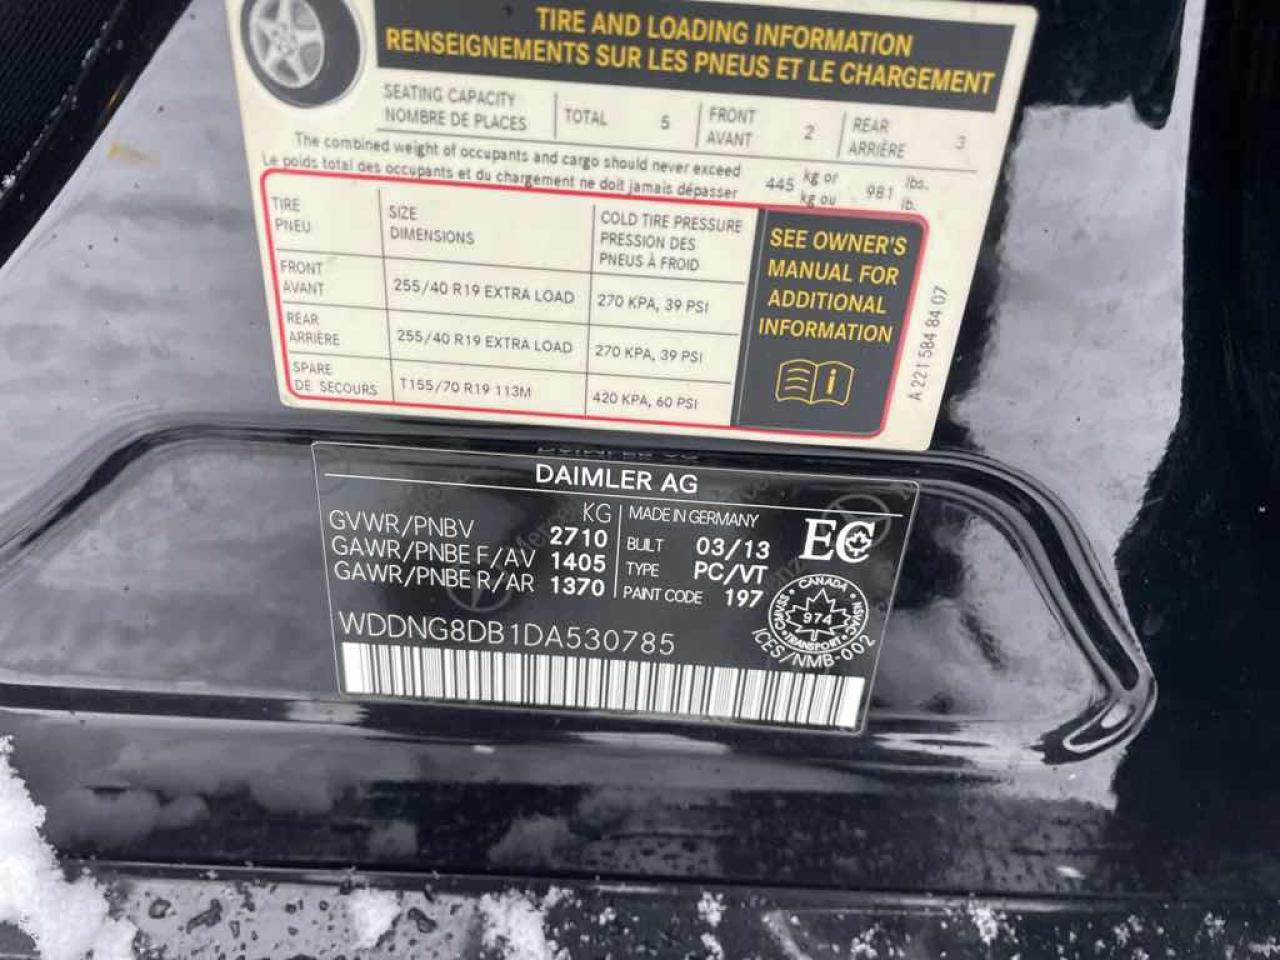 TIRE AND LOADING INFORMATION
RENSEIGNEMENTS SUR LES PNEUS ET LE CHARGEMENT
SEATING CAPACITY
NOMBRE DE PLACES
TOTAL 5
FRONT
AVANT
2
REAR
ARRIÈRE
3
The combined weight of occupants and cargo should never exceed
Le poids total des occupants et du chargement ne doit jamais dépasser
445 kg or
kg ou
981 lbs.
lb.
TIRE
PNEU
SIZE
DIMENSIONS
COLD TIRE PRESSURE
PRESSION DES
PNEUS À FROID
FRONT
AVANT
255/40 R19 EXTRA LOAD
270 KPA, 39 PSI
REAR
ARRIÈRE
255/40 R19 EXTRA LOAD
270 KPA, 39 PSI
SPARE
DE SECOURS
T155/70 R19 113M
420 KPA, 60 PSI
SEE OWNER'S
MANUAL FOR
ADDITIONAL
INFORMATION
A 221 584 84 07
DAIMLER AG
KG
GVWR/PNBV 2710
GAWR/PNBE F/AV 1405
GAWR/PNBE R/AR 1370
MADE IN GERMANY
BUILT 03/13
TYPE PC/VT
PAINT CODE 197
EC
CANADA
974
TRANSPORT
ICES/NMB-002
WDDNG8DB1DA530785